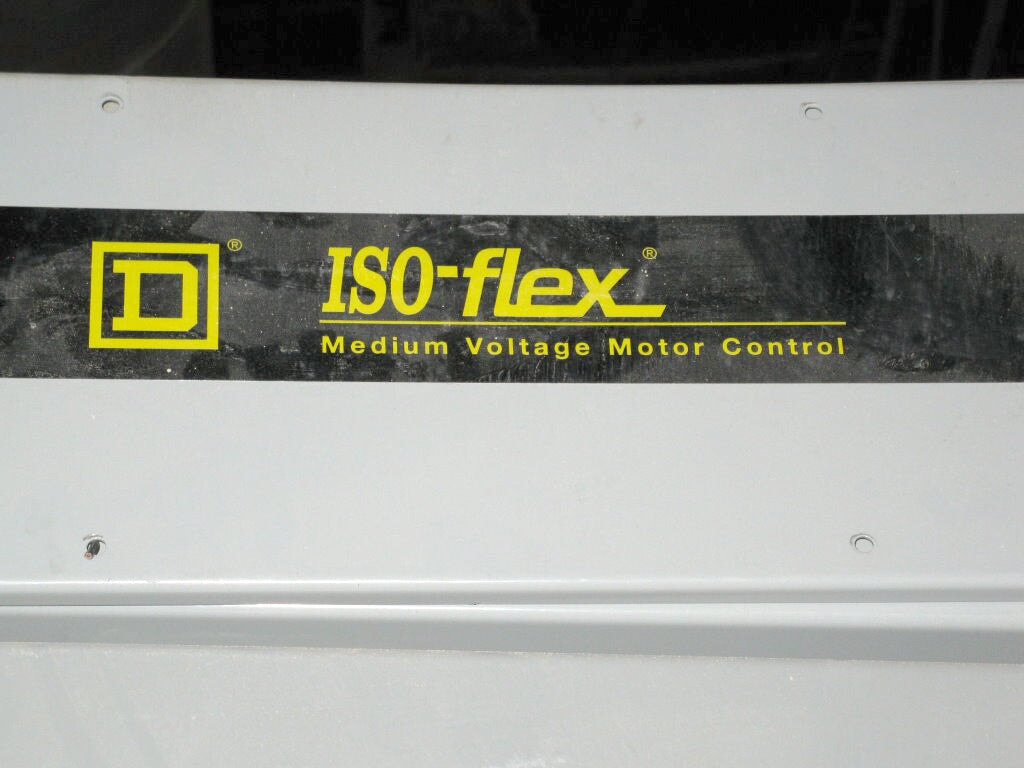 D®
ISO-flex®
Medium Voltage Motor Control